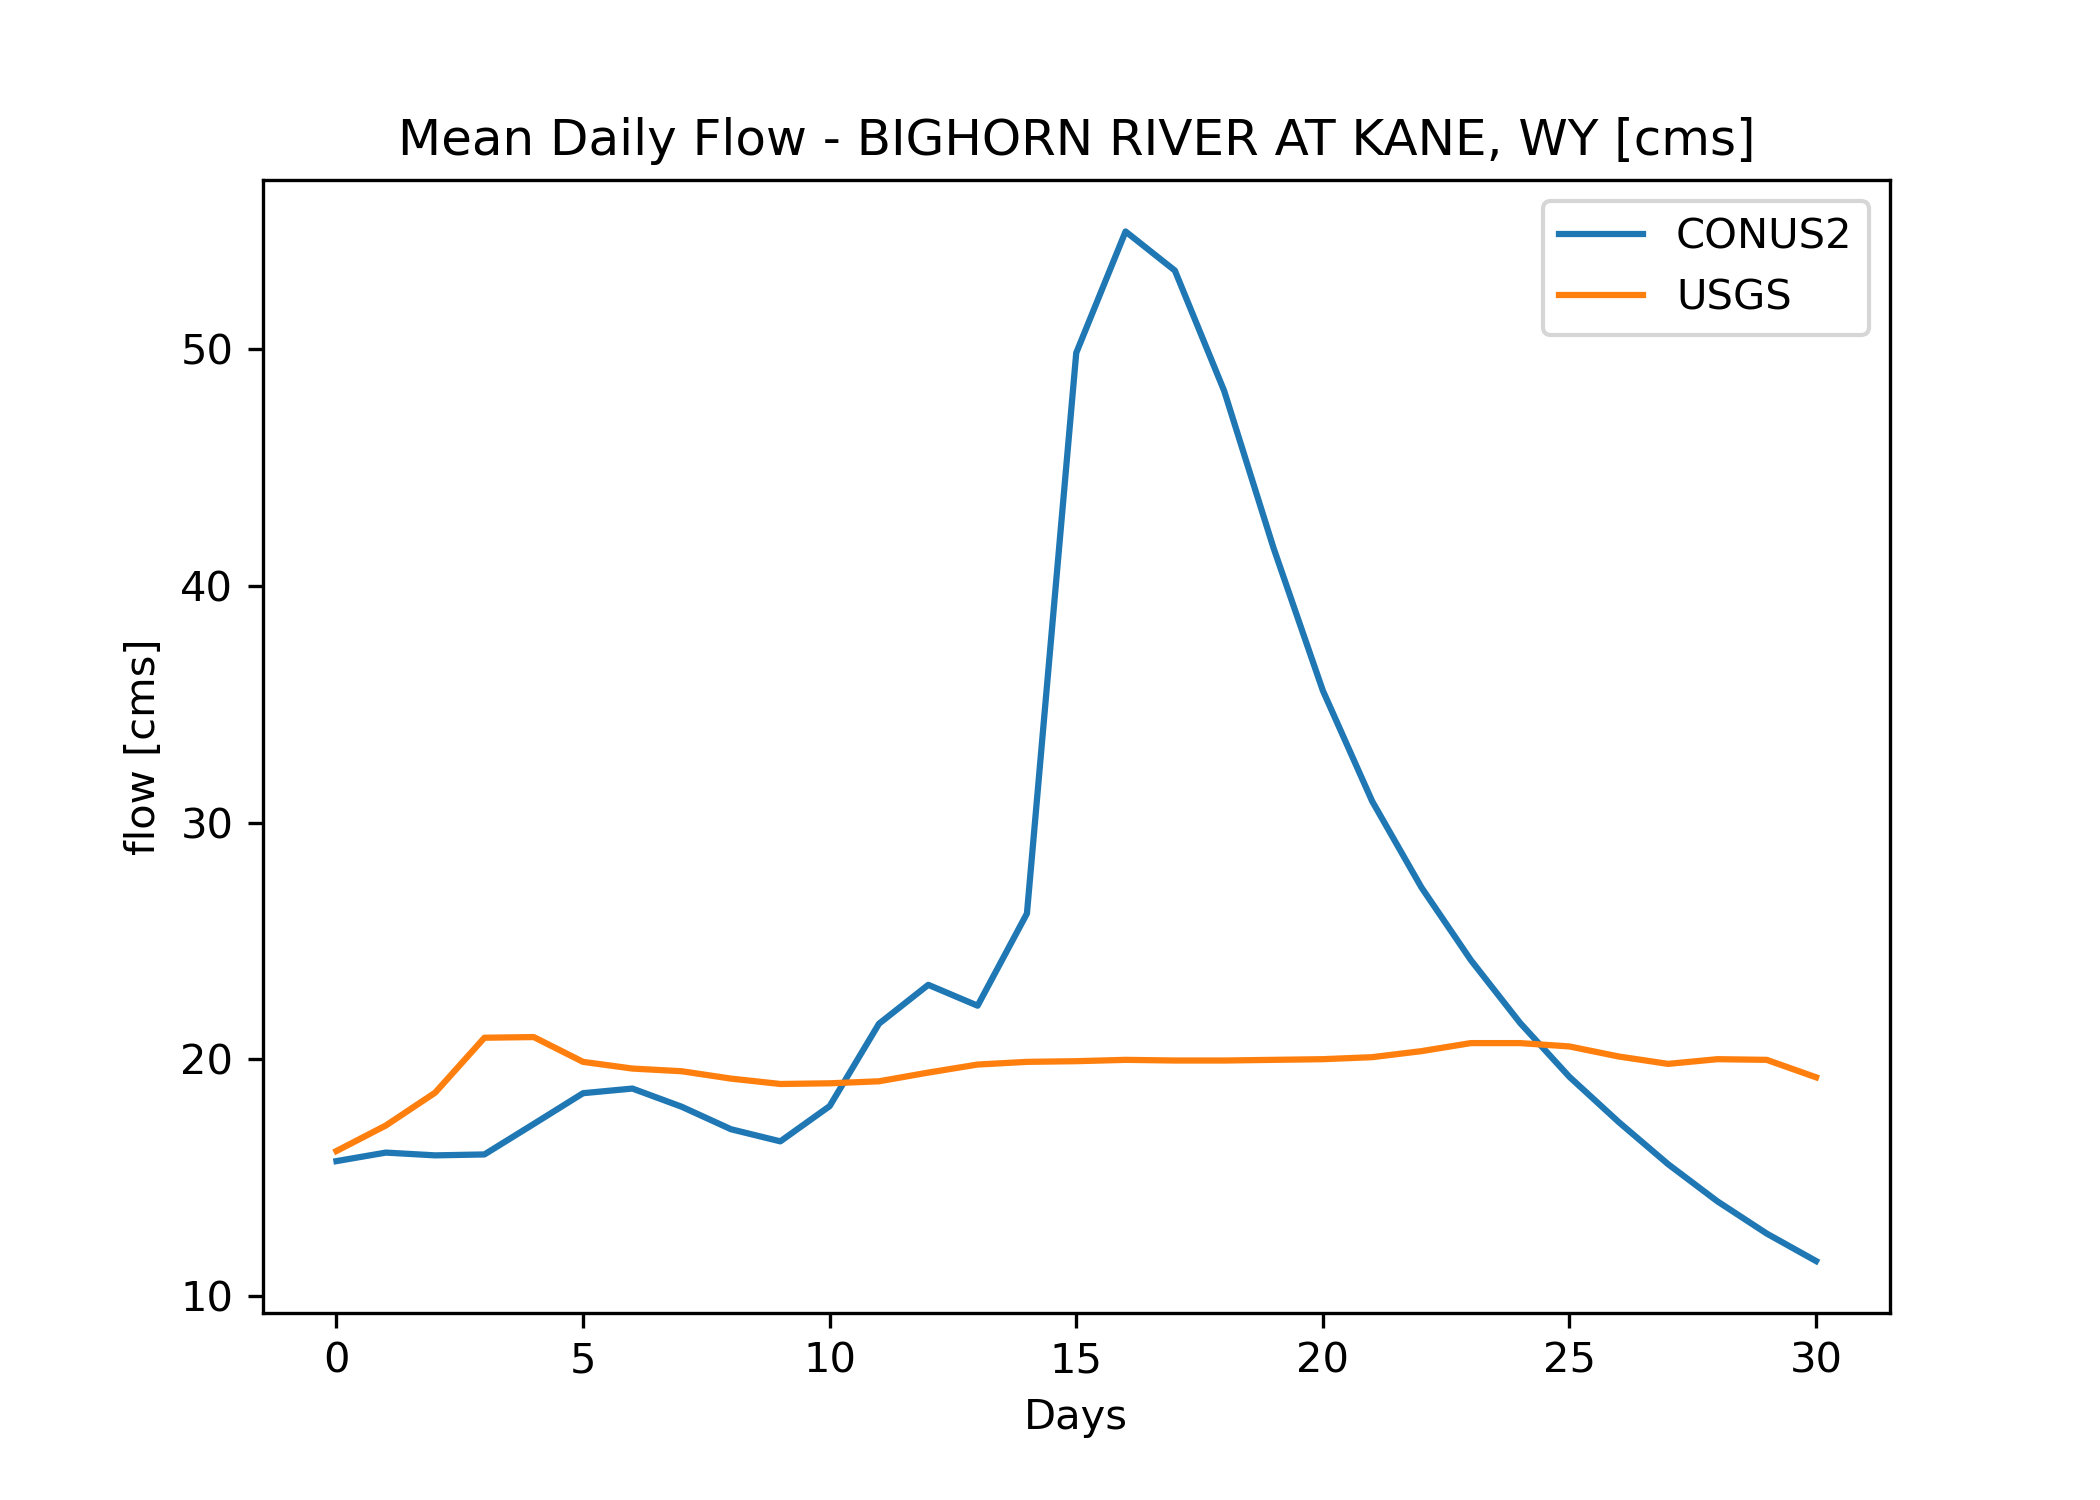 Mean Daily Flow - BIGHORN RIVER AT KANE, WY [cms]
CONUS2
USGS
flow [cms]
50
40
30
20
10
0 5 10 15 20 25 30
Days